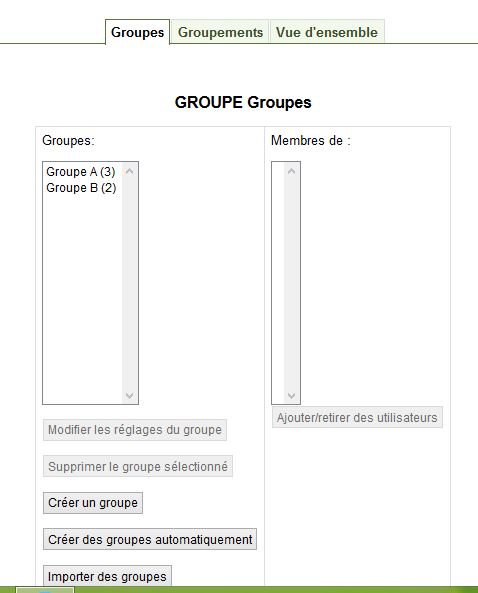 Groupes Groupements Vue d'ensemble
GROUPE Groupes
Groupes:
Membres de :
Groupe A (3)
Groupe B (2)
Ajouter/retirer des utilisateurs
Modifier les réglages du groupe
Supprimer le groupe sélectionné
Créer un groupe
Créer des groupes automatiquement
Importer des groupes